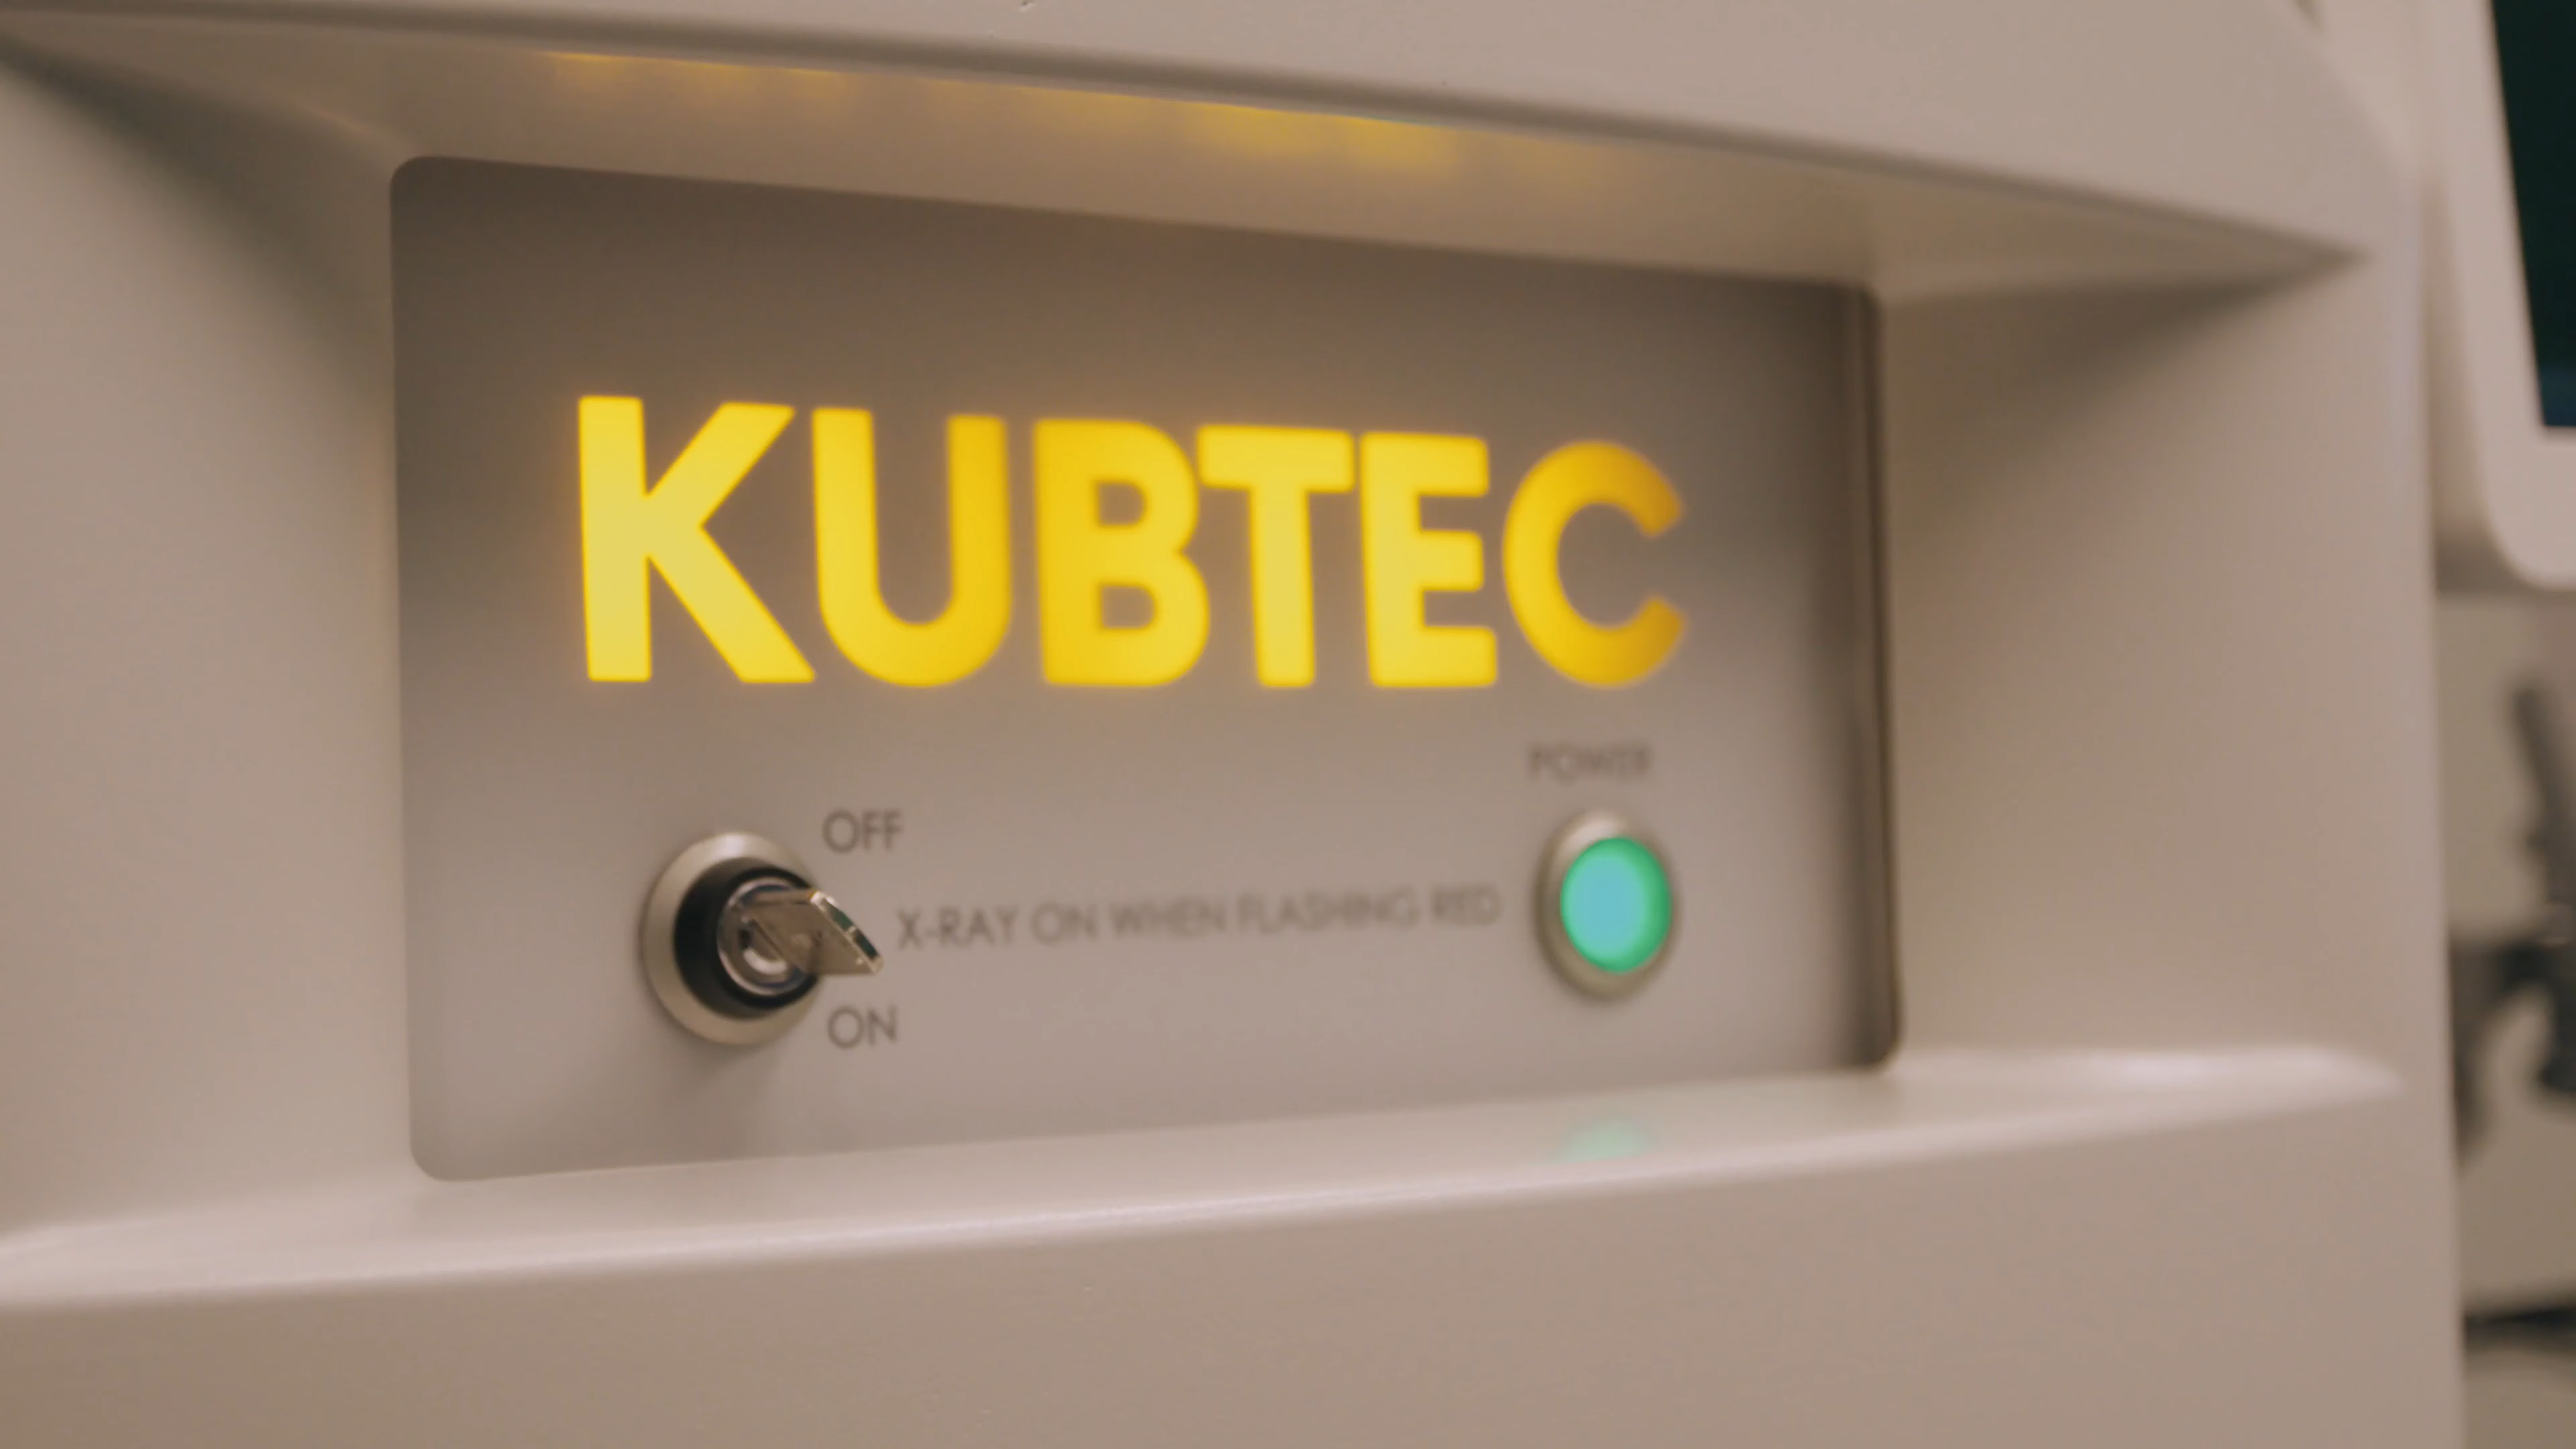 KUBTEC
POWER
OFF
X-RAY ON WHEN FLASHING RED
ON